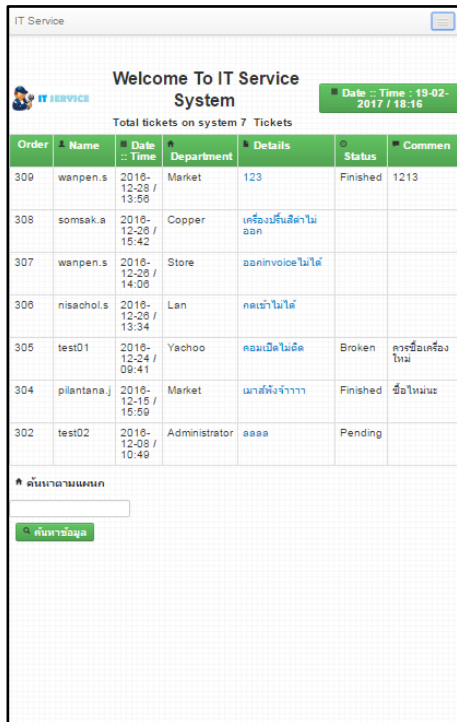 IT Service
IT SERVICE
Welcome To IT Service
System
Total tickets on system 7 Tickets
Date :: Time : 19-02-
2017 / 18:16
Order Name Date Department Details Status Commen
:: Time
309 wanpen.s 2016- Market 123 Finished 1213
12-28 /
13:56
308 somsak.a 2016- Copper เครื่องปริ้นสีดำไม่
12-26 / ออก
15:42
307 wanpen.s 2016- Store ออกinvoiceไม่ได้
12-26 /
14:06
306 nisachol.s 2016- Lan กดเข้าไม่ได้
12-26 /
13:34
305 test01 2016- Yachoo คอมเปิดไม่ติด Broken ควรซื้อเครื่อง
12-24 / ใหม่
09:41
304 pilantana.j 2016- Market เมาส์พังจ้าาาา Finished ซื้อใหม่นะ
12-15 /
15:59
302 test02 2016- Administrator ลลลล Pending
12-08 /
10:49
ค้นหาตามแผนก
ค้นหาข้อมูล